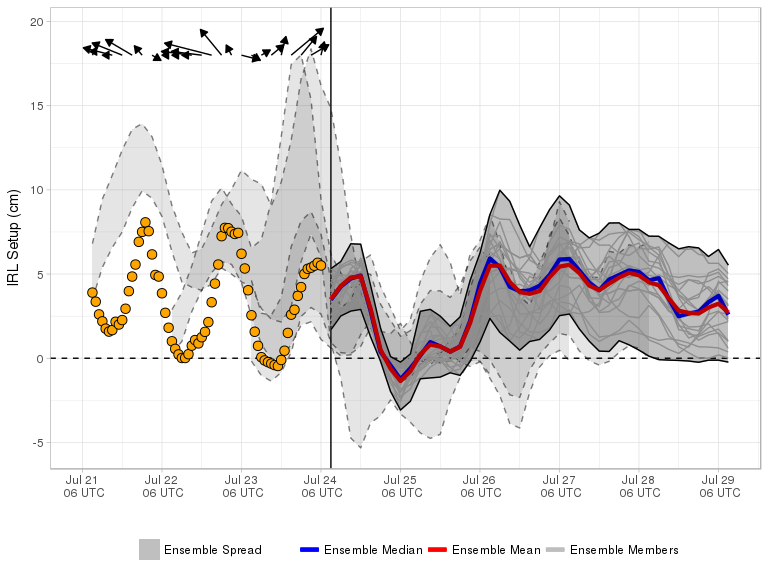 IRL Setup (cm)
20
15
10
5
0
-5
Jul 21 Jul 22 Jul 23 Jul 24 Jul 25 Jul 26 Jul 27 Jul 28 Jul 29
06 UTC 06 UTC 06 UTC 06 UTC 06 UTC 06 UTC 06 UTC 06 UTC 06 UTC
Ensemble Spread Ensemble Median Ensemble Mean Ensemble Members